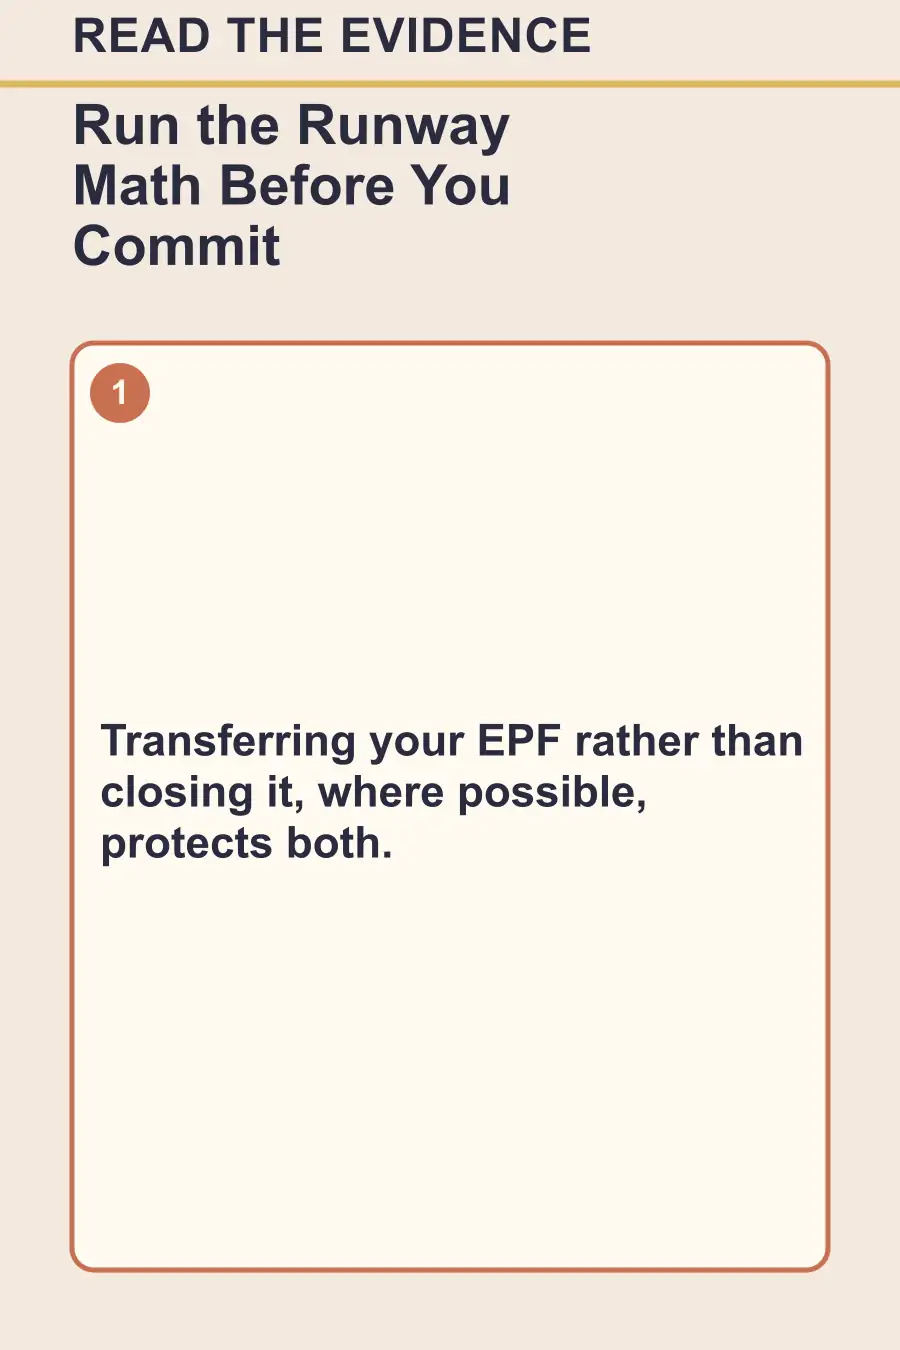 READ THE EVIDENCE
Run the Runway
Math Before You
Commit
1
Transferring your EPF rather than
closing it, where possible,
protects both.